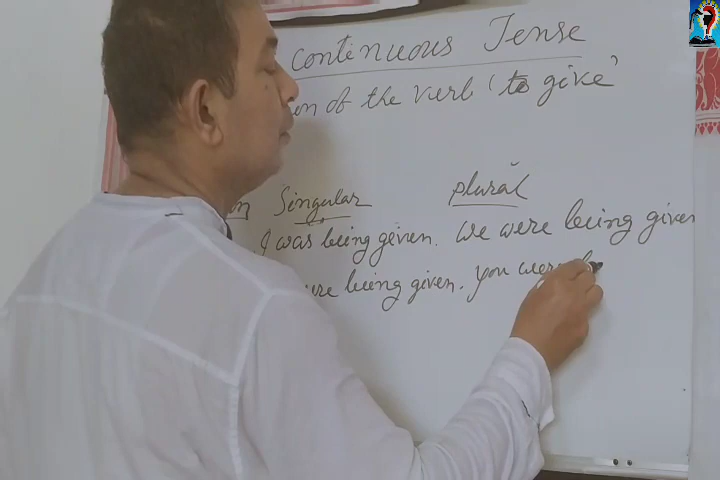 continuous Tense
of the verb 'to give'
Singular plural
I was being given. We were being given
being given. you were